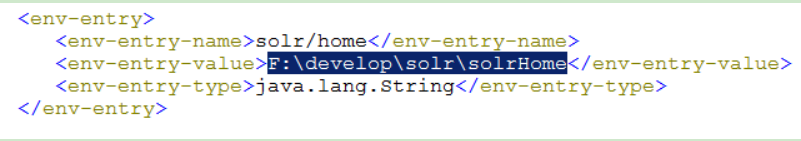 <env-entry>
<env-entry-name>solr/home</env-entry-name>
<env-entry-value>F:\develop\solr\solrHome</env-entry-value>
<env-entry-type>java.lang.String</env-entry-type>
</env-entry>